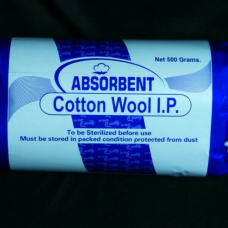 Net 500 Grams.
ABSORBENT
Cotton Wool I.P.
To be Sterilized before use
Must be stored in packed condition protected from dust